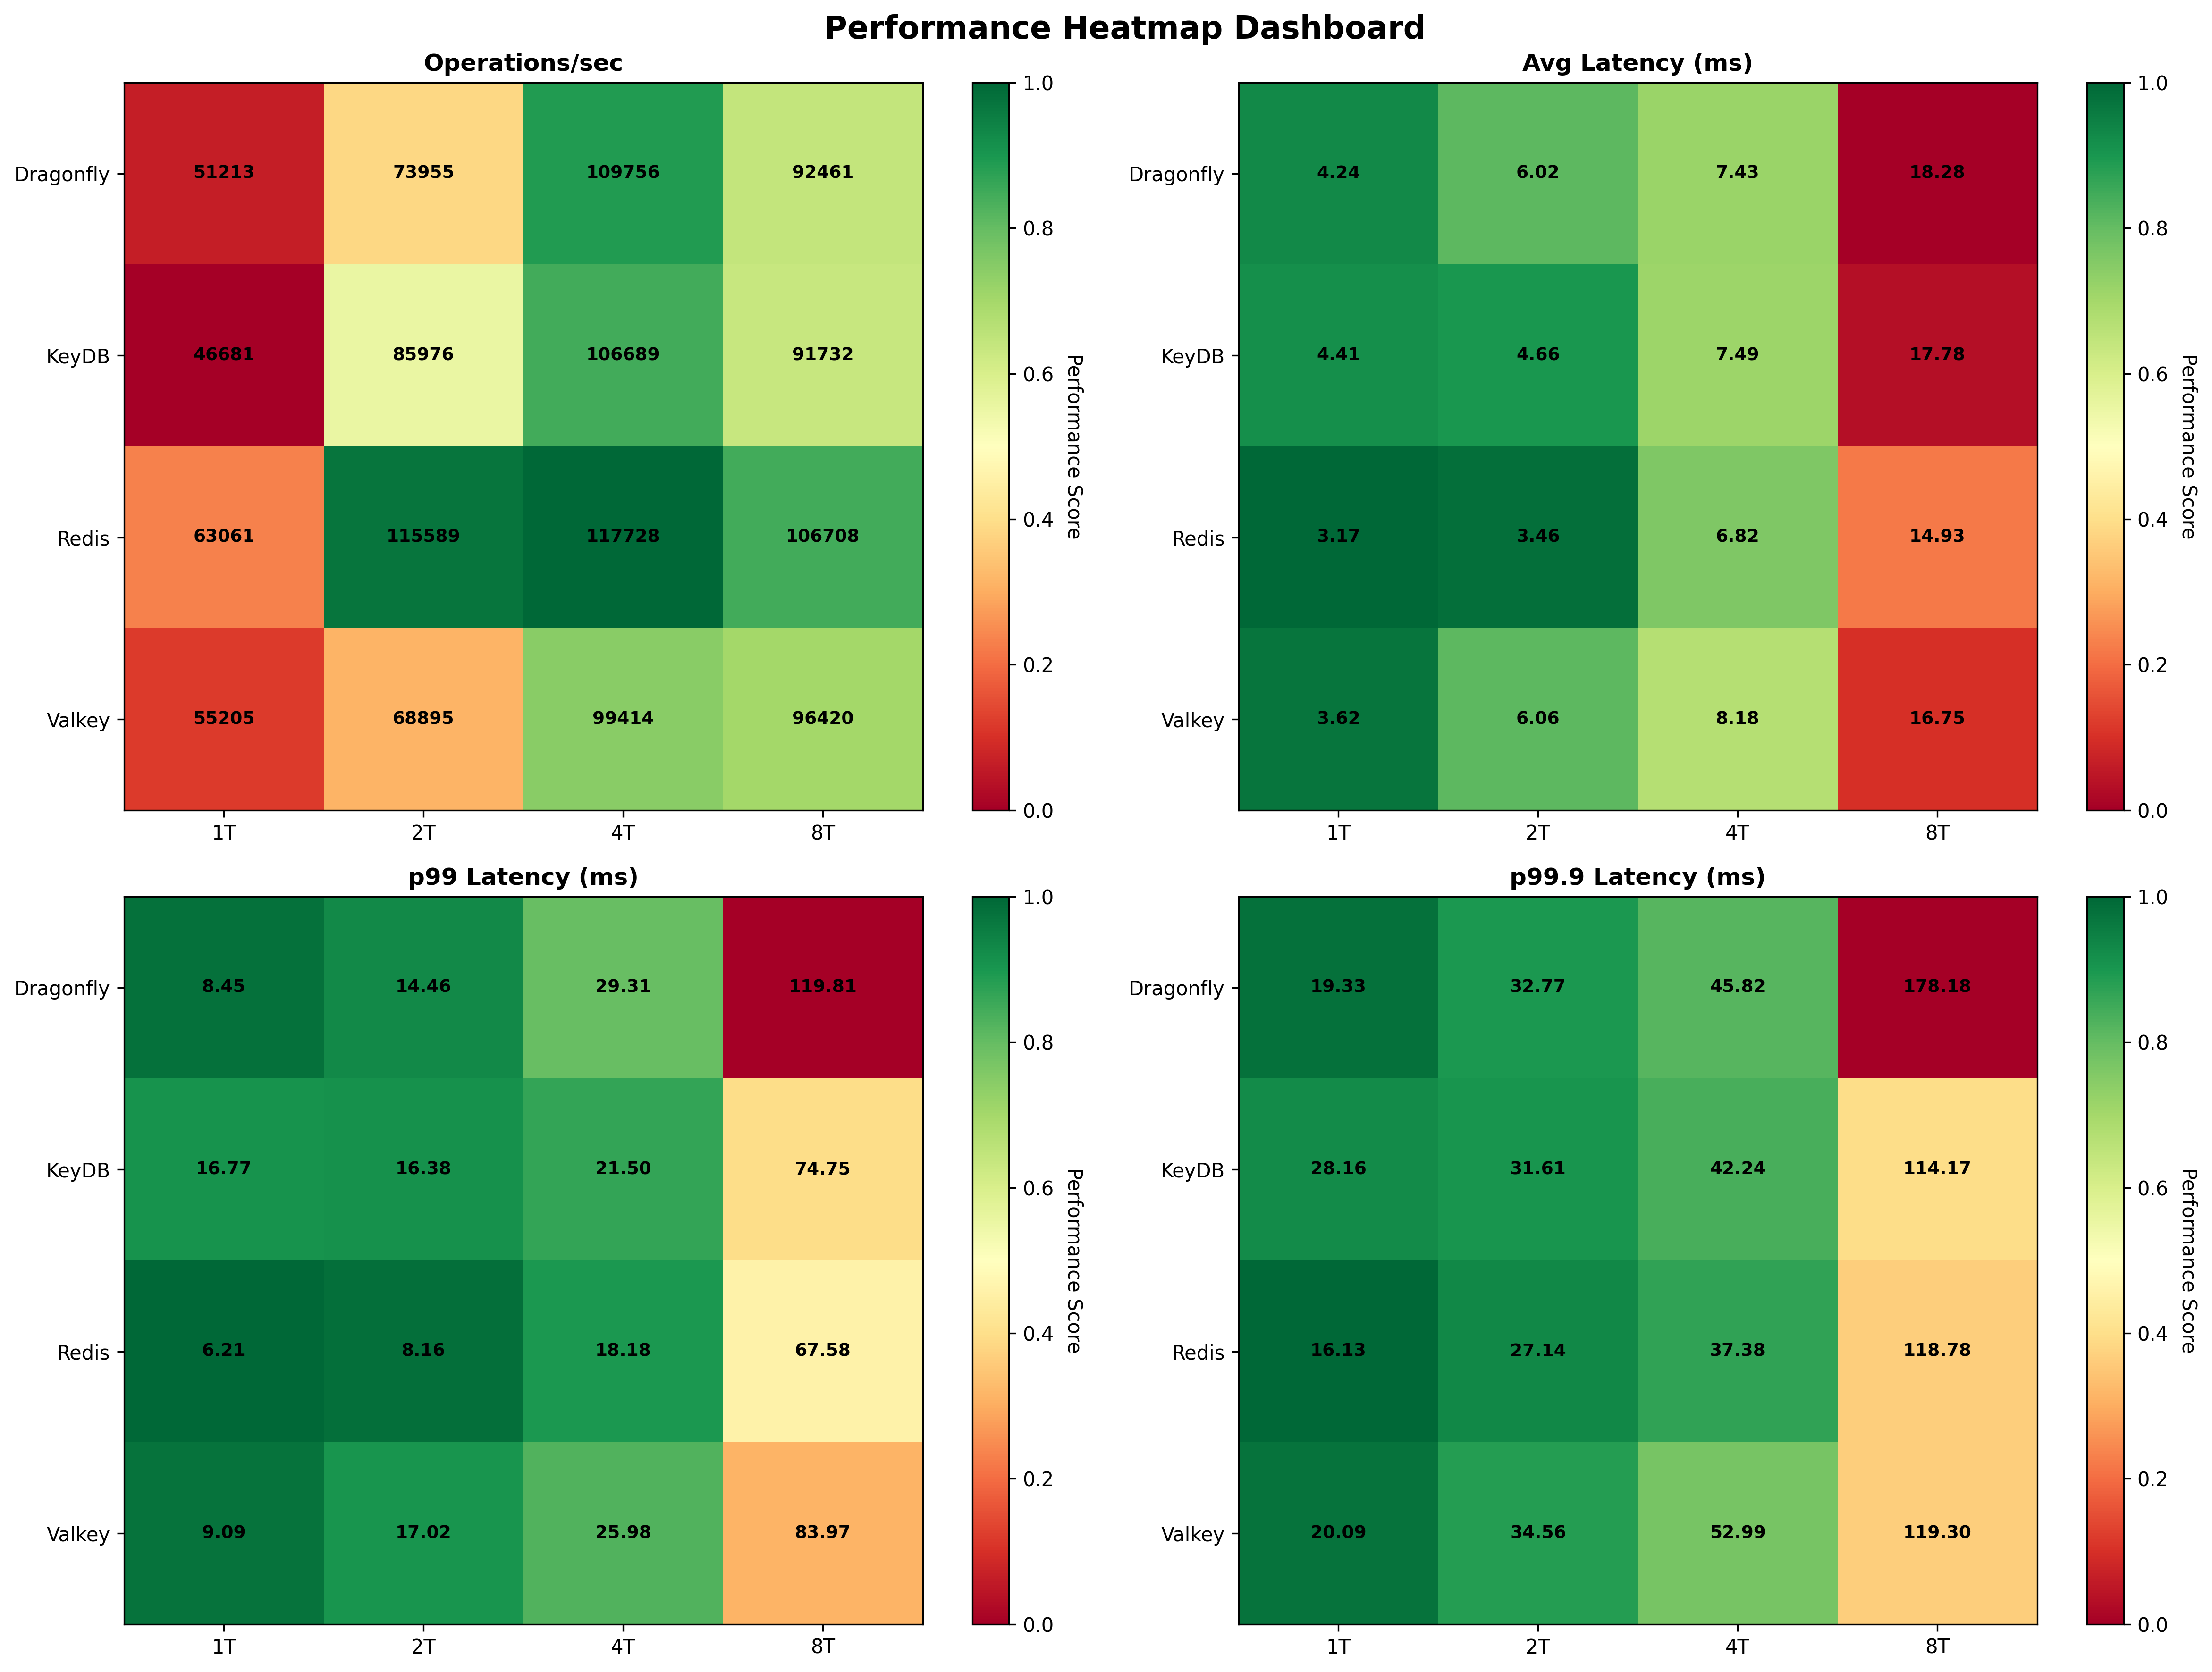 Performance Heatmap Dashboard
Operations/sec
Dragonfly 51213 73955 109756 92461
KeyDB 46681 85976 106689 91732
Redis 63061 115589 117728 106708
Valkey 55205 68895 99414 96420
1T 2T 4T 8T
1.0
0.8
0.6
0.4
0.2
0.0
Performance Score
Avg Latency (ms)
Dragonfly 4.24 6.02 7.43 18.28
KeyDB 4.41 4.66 7.49 17.78
Redis 3.17 3.46 6.82 14.93
Valkey 3.62 6.06 8.18 16.75
1T 2T 4T 8T
1.0
0.8
0.6
0.4
0.2
0.0
Performance Score
p99 Latency (ms)
Dragonfly 8.45 14.46 29.31 119.81
KeyDB 16.77 16.38 21.50 74.75
Redis 6.21 8.16 18.18 67.58
Valkey 9.09 17.02 25.98 83.97
1T 2T 4T 8T
1.0
0.8
0.6
0.4
0.2
0.0
Performance Score
p99.9 Latency (ms)
Dragonfly 19.33 32.77 45.82 178.18
KeyDB 28.16 31.61 42.24 114.17
Redis 16.13 27.14 37.38 118.78
Valkey 20.09 34.56 52.99 119.30
1T 2T 4T 8T
1.0
0.8
0.6
0.4
0.2
0.0
Performance Score